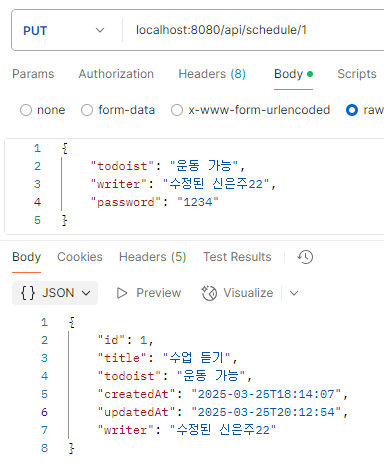 PUT localhost:8080/api/schedule/1
Params Authorization Headers (8) Body Scripts
none form-data x-www-form-urlencoded raw
1 {
2 "todoist": "운동 가능",
3 "writer": "수정된 신은주22",
4 "password": "1234"
5 }
Body Cookies Headers (5) Test Results
{} JSON Preview Visualize
1 {
2 "id": 1,
3 "title": "수업 듣기",
4 "todoist": "운동 가능",
5 "createdAt": "2025-03-25T18:14:07",
6 "updatedAt": "2025-03-25T20:12:54",
7 "writer": "수정된 신은주22"
8 }